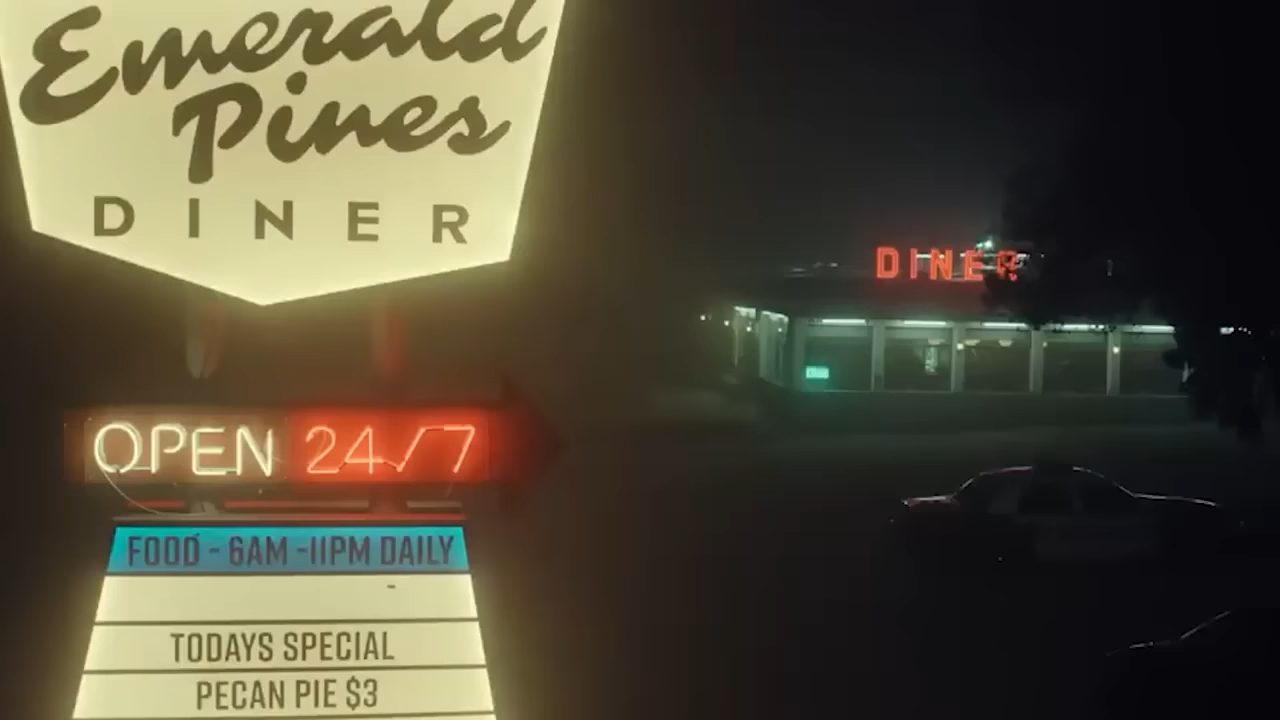 Emerald
Pines
DINER
DINER
OPEN 24/7
FOOD - 6AM -11PM DAILY
TODAYS SPECIAL
PECAN PIE $3